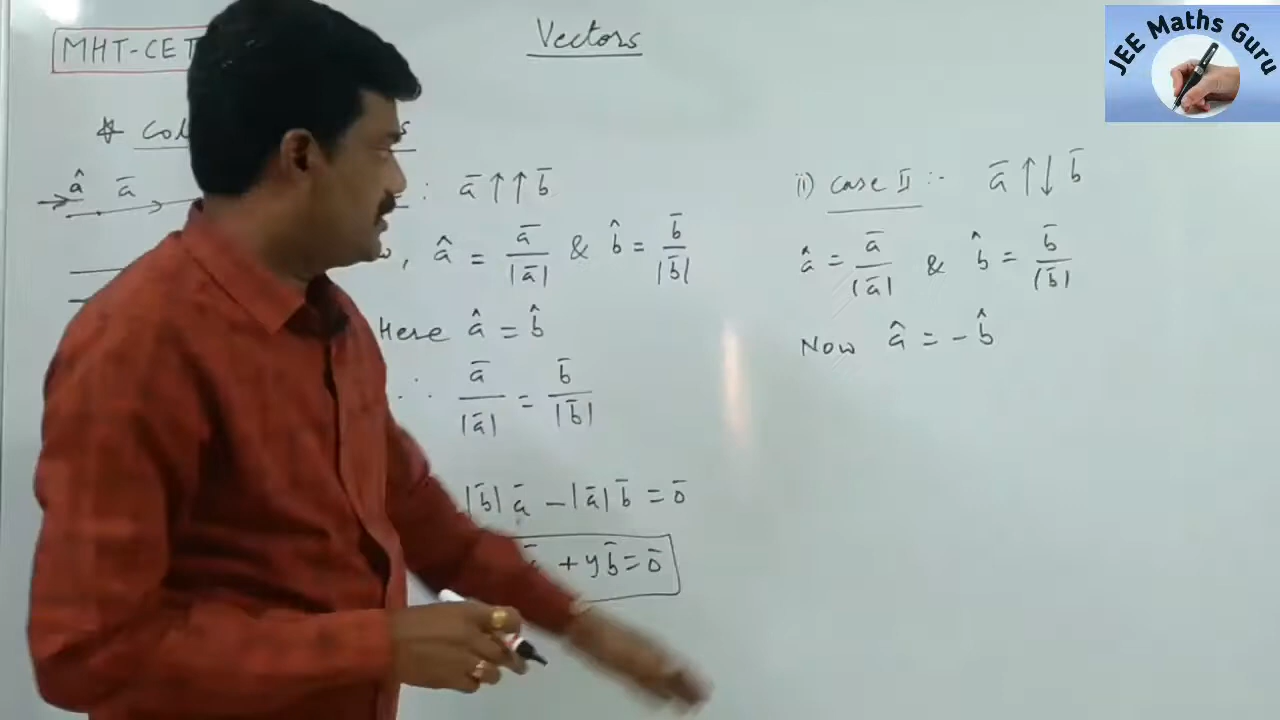 MHT-CET
Vectors
JEE Maths Guru
â ā
: ā ↑↑ b̄
, â = ā/|ā| & b̂ = b̄/|b̄|
Here â = b̂
∴ ā/|ā| = b̄/|b̄|
|b̄| ā - |ā| b̄ = 0̄
ā + y b̄ = 0̄
ii) Case II :- ā ↑↓ b̄
â = ā/|ā| & b̂ = b̄/|b̄|
Now â = - b̂